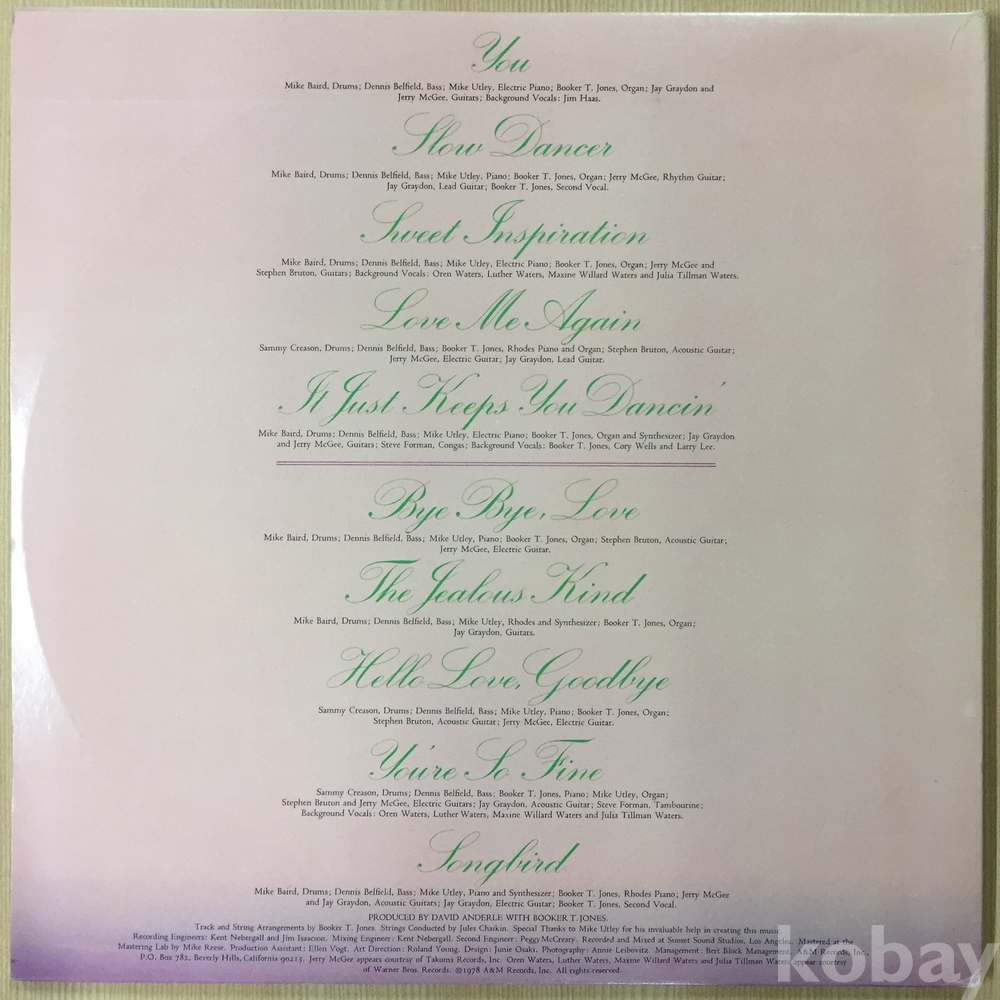 You
Mike Baird, Drums; Dennis Belfield, Bass; Mike Utley, Electric Piano; Booker T. Jones, Organ; Jay Graydon and
Jerry McGee, Guitars; Background Vocals: Jim Haas.
Slow Dancer
Mike Baird, Drums; Dennis Belfield, Bass; Mike Utley, Piano; Booker T. Jones, Organ; Jerry McGee, Rhythm Guitar;
Jay Graydon, Lead Guitar; Booker T. Jones, Second Vocal.
Sweet Inspiration
Mike Baird, Drums; Dennis Belfield, Bass; Mike Utley, Electric Piano; Booker T. Jones, Organ; Jerry McGee and
Stephen Bruton, Guitars; Background Vocals: Oren Waters, Luther Waters, Maxine Willard Waters and Julia Tillman Waters.
Love Me Again
Sammy Creason, Drums; Dennis Belfield, Bass; Booker T. Jones, Rhodes Piano and Organ; Stephen Bruton, Acoustic Guitar;
Jerry McGee, Electric Guitar; Jay Graydon, Lead Guitar.
It Just Keeps You Dancin'
Mike Baird, Drums; Dennis Belfield, Bass; Mike Utley, Electric Piano; Booker T. Jones, Organ and Synthesizer; Jay Graydon
and Jerry McGee, Guitars; Steve Forman, Congas; Background Vocals: Booker T. Jones, Cory Wells and Larry Lee.
Bye Bye, Love
Mike Baird, Drums; Dennis Belfield, Bass; Mike Utley, Piano; Booker T. Jones, Organ; Stephen Bruton, Acoustic Guitar;
Jerry McGee, Electric Guitar.
The Jealous Kind
Mike Baird, Drums; Dennis Belfield, Bass; Mike Utley, Rhodes and Synthesizer; Booker T. Jones, Organ;
Jay Graydon, Guitars.
Hello Love, Goodbye
Sammy Creason, Drums; Dennis Belfield, Bass; Mike Utley, Piano; Booker T. Jones, Organ;
Stephen Bruton, Acoustic Guitar; Jerry McGee, Electric Guitar.
You're So Fine
Sammy Creason, Drums; Dennis Belfield, Bass; Booker T. Jones, Piano; Mike Utley, Organ;
Stephen Bruton and Jerry McGee, Electric Guitars; Jay Graydon, Acoustic Guitar; Steve Forman, Tambourine;
Background Vocals: Oren Waters, Luther Waters, Maxine Willard Waters and Julia Tillman Waters.
Songbird
Mike Baird, Drums; Dennis Belfield, Bass; Mike Utley, Piano and Synthesizer; Booker T. Jones, Rhodes Piano; Jerry McGee
and Jay Graydon, Acoustic Guitars; Jay Graydon, Electric Guitar; Booker T. Jones, Second Vocal.
PRODUCED BY DAVID ANDERLE WITH BOOKER T. JONES.
Track and String Arrangements by Booker T. Jones. Strings Conducted by Jules Chaikin. Special Thanks to Mike Utley for his invaluable help in creating this music.
Recording Engineers: Kent Nebergall and Jim Isaacson. Mixing Engineer: Kent Nebergall. Second Engineer: Peggy McCreary. Recorded and Mixed at Sunset Sound Studios, Los Angeles. Mastered at the
Mastering Lab by Mike Reese. Production Assistant: Ellen Vogt. Art Direction: Roland Young. Design: Junie Osaki. Photography: Annie Leibovitz. Management: Bert Block Management. A&M Records, Inc.,
P.O. Box 782, Beverly Hills, California 90213. Jerry McGee appears courtesy of Takoma Records, Inc. Oren Waters, Luther Waters, Maxine Willard Waters and Julia Tillman Waters appear courtesy
of Warner Bros. Records. ©1978 A&M Records, Inc. All rights reserved.
kobay